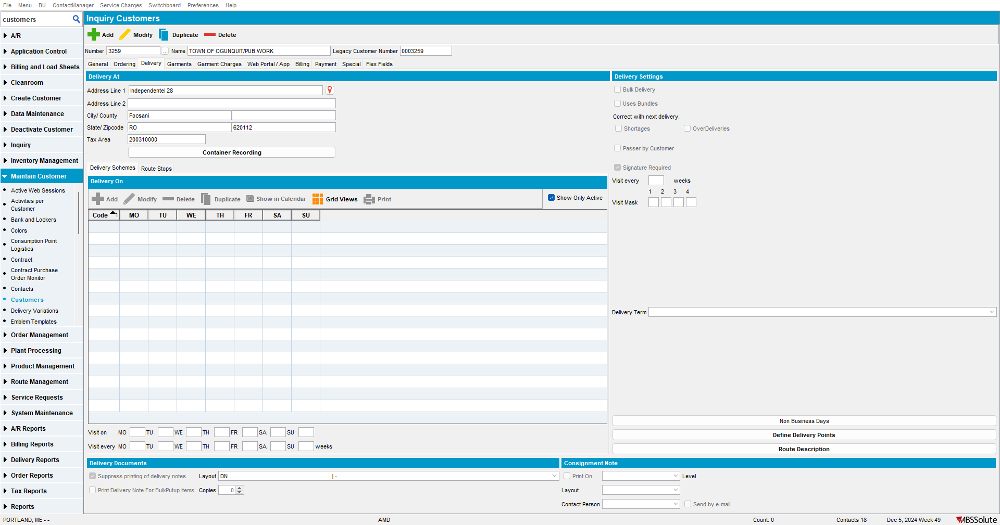 File Menu BU ContactManager Service Charges Switchboard Preferences Help
customers
A/R
Application Control
Billing and Load Sheets
Cleanroom
Create Customer
Data Maintenance
Deactivate Customer
Inquiry
Inventory Management
Maintain Customer
Active Web Sessions
Activities per
Customer
Bank and Lockers
Colors
Consumption Point
Logistics
Contract
Contract Purchase
Order Monitor
Contacts
Customers
Delivery Variations
Emblem Templates
Order Management
Plant Processing
Product Management
Route Management
Service Requests
System Maintenance
A/R Reports
Billing Reports
Delivery Reports
Order Reports
Tax Reports
Reports
Inquiry Customers
Add Modify Duplicate Delete
Number 3259 ... Name TOWN OF OGUNQUIT/PUB.WORK Legacy Customer Number 0003259
General Ordering Delivery Garments Garment Charges Web Portal / App Billing Payment Special Flex Fields
Delivery At
Address Line 1 Independentei 28
Address Line 2
City/ County Focsani
State/ Zipcode RO 620112
Tax Area 200310000
Container Recording
Delivery Schemes Route Stops
Delivery On
Add Modify Delete Duplicate 16 Show in Calendar Grid Views Print Show Only Active
Code 1 MO TU WE TH FR SA SU
Visit on MO TU WE TH FR SA SU
Visit every MO TU WE TH FR SA SU weeks
Delivery Settings
Bulk Delivery
Uses Bundles
Correct with next delivery:
Shortages OverDeliveries
Passer by Customer
Signature Required
Visit every weeks
1 2 3 4
Visit Mask
Delivery Term
Non Business Days
Define Delivery Points
Route Description
Delivery Documents
Suppress printing of delivery notes Layout DN | -
Print Delivery Note For BulkPutup Items Copies 0
Consignment Note
Print On Level
Layout
Contact Person Send by e-mail
PORTLAND, ME - - AMD Count: 0 Contacts 18 Dec 5, 2024 Week 49 ABSSolute